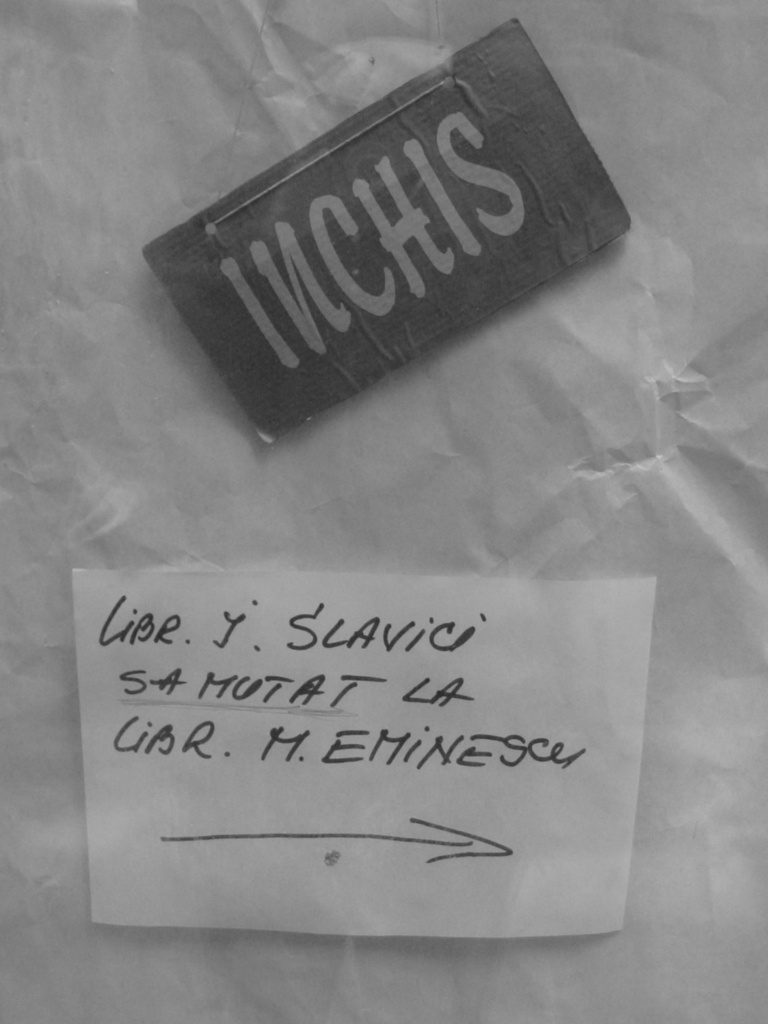 INCHIS
LIBR. I. SLAVICI
SA MUTAT LA
LIBR. M. EMINESCU